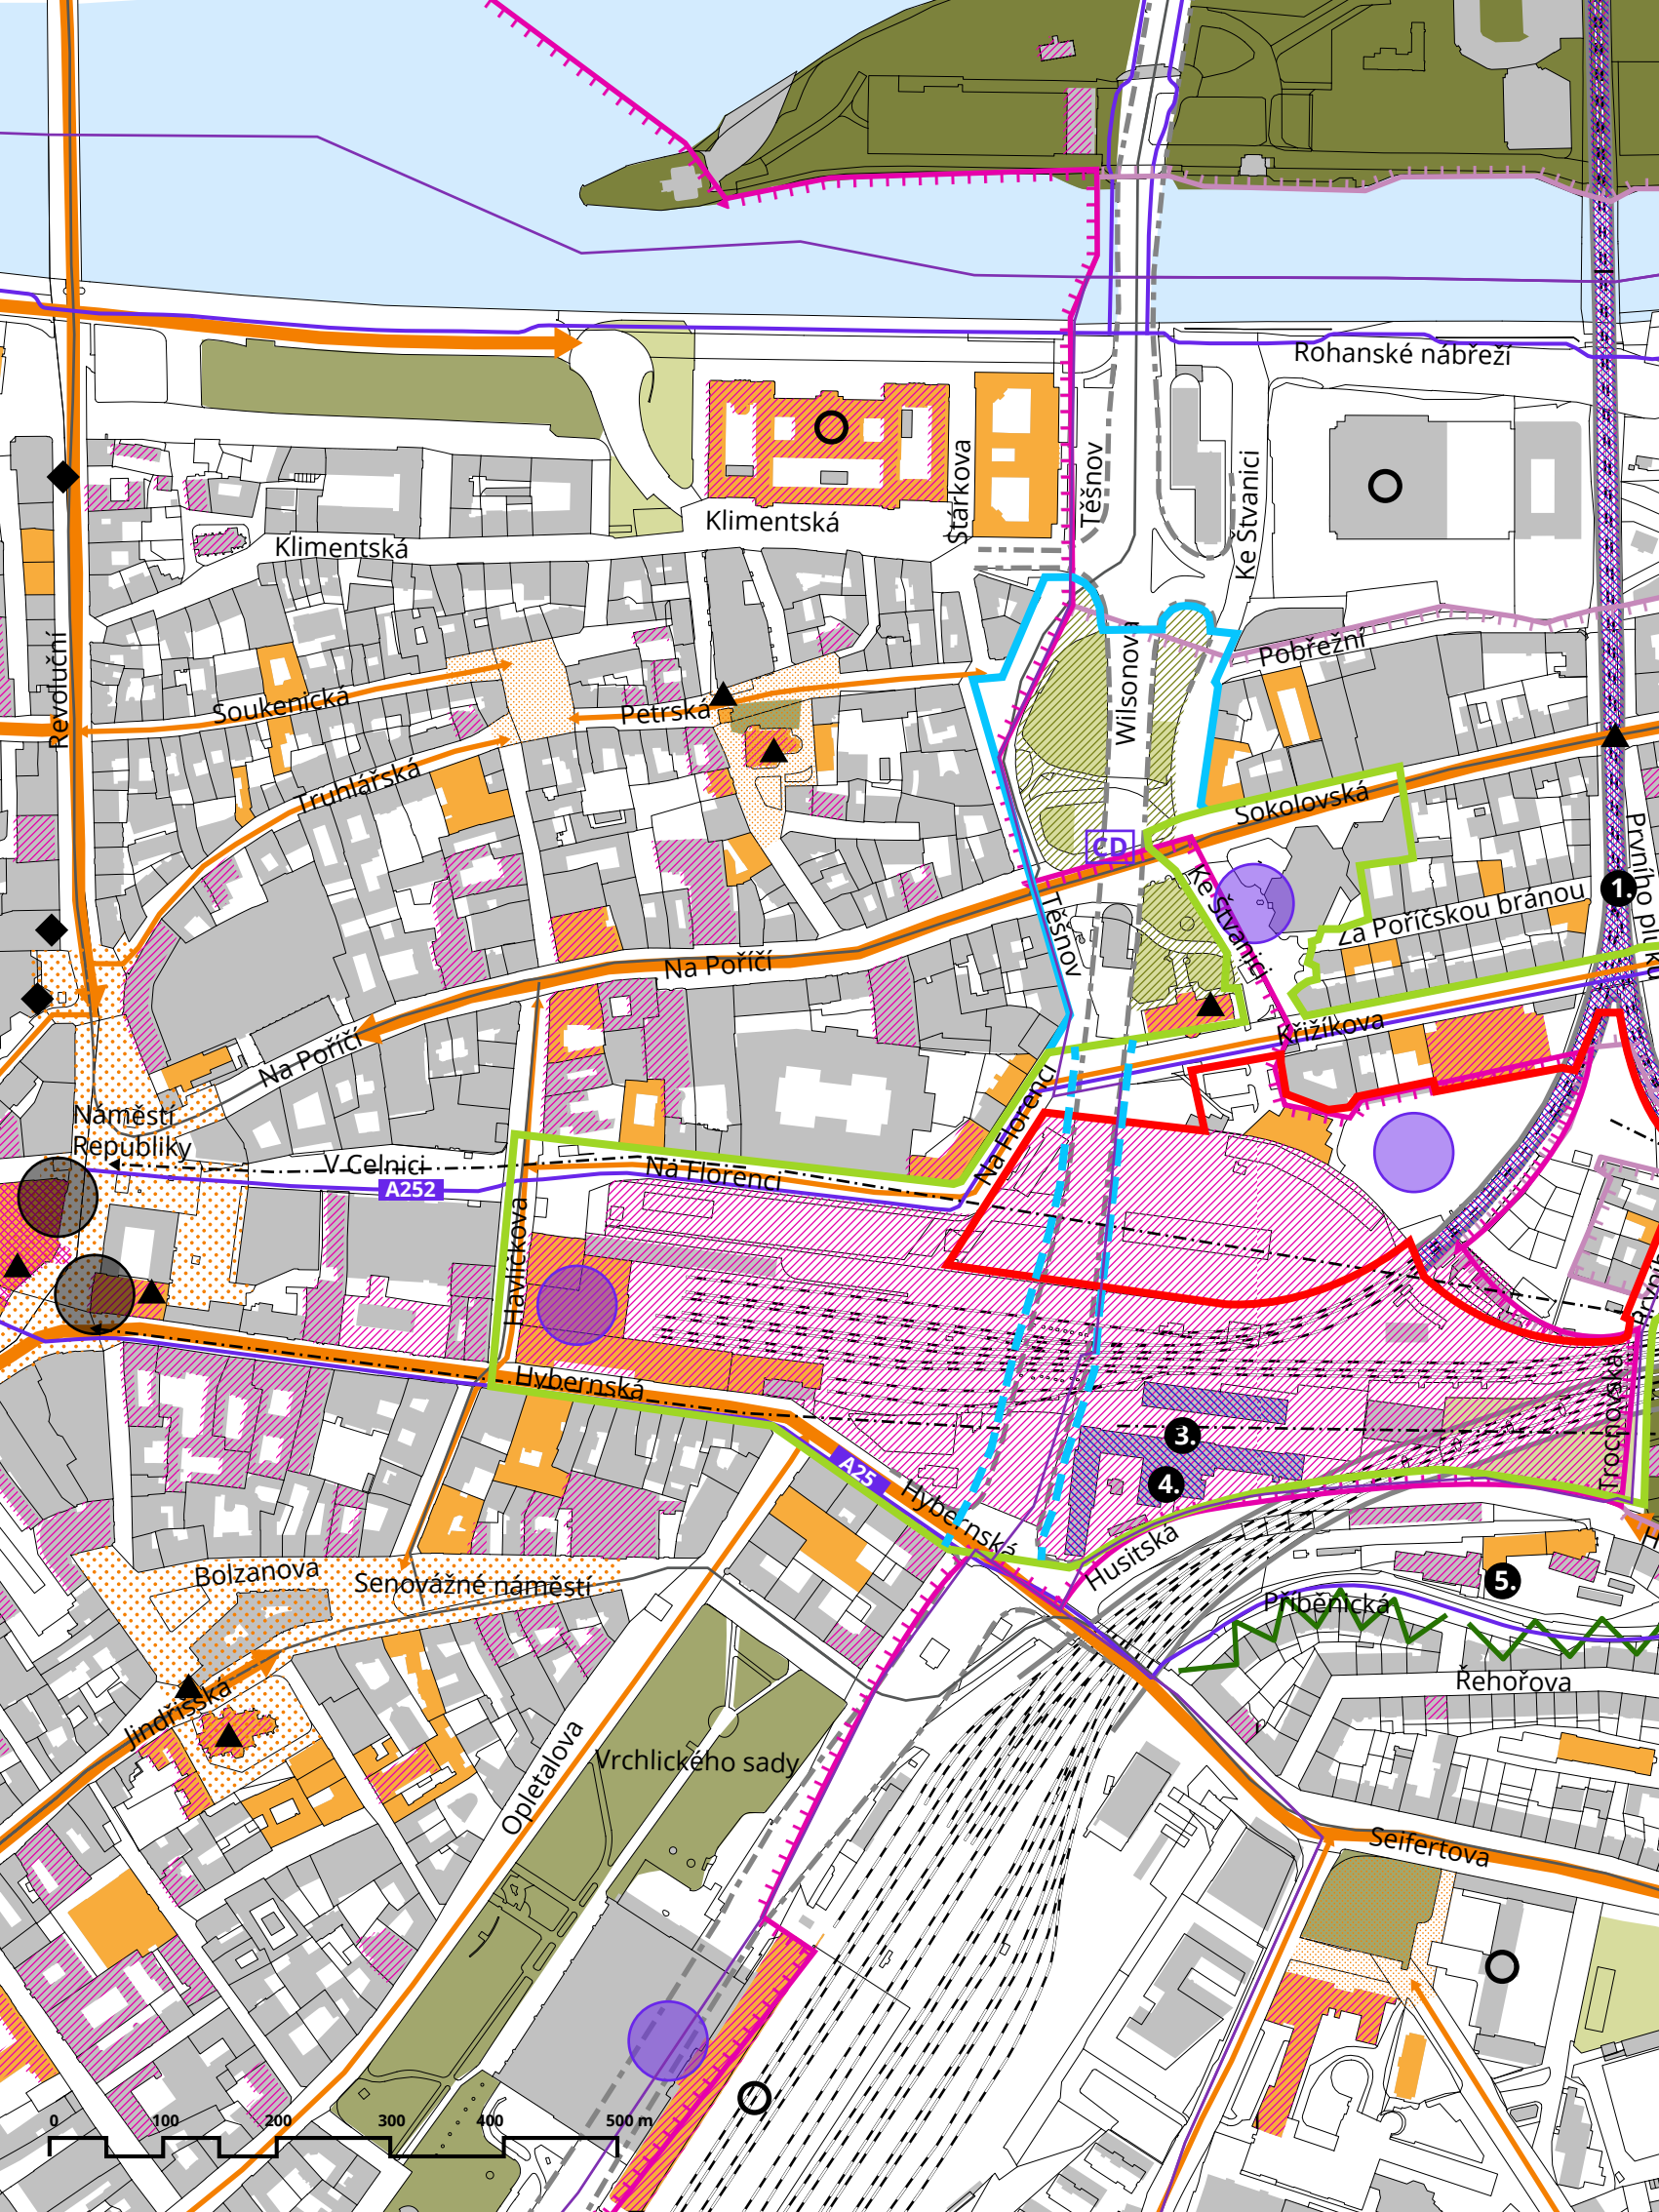 Rohanské nábřeží
Stárkova
Těšnov
Ke Štvanici
Klimentská
Klimentská
Revoluční
Soukenická
Petrská
Wilsonova
Pobřežní
Truhlářská
Sokolovská
CD
Prvního pluku
1.
Ke Štvanici
Za Poříčskou bránou
Těšnov
Na Poříčí
Na Poříčí
Křižíkova
Náměstí
Republiky
V Celnici
Na Florenci
Na Florenci
A252
Havlíčkova
Hybernská
Trocnovská
3.
A25
4.
Hybernská
Husitská
5.
Bolzanova
Senovážné náměstí
Příběnická
Řehořova
Jindřišská
Opletalova
Vrchlického sady
Seifertova
0 100 200 300 400 500 m